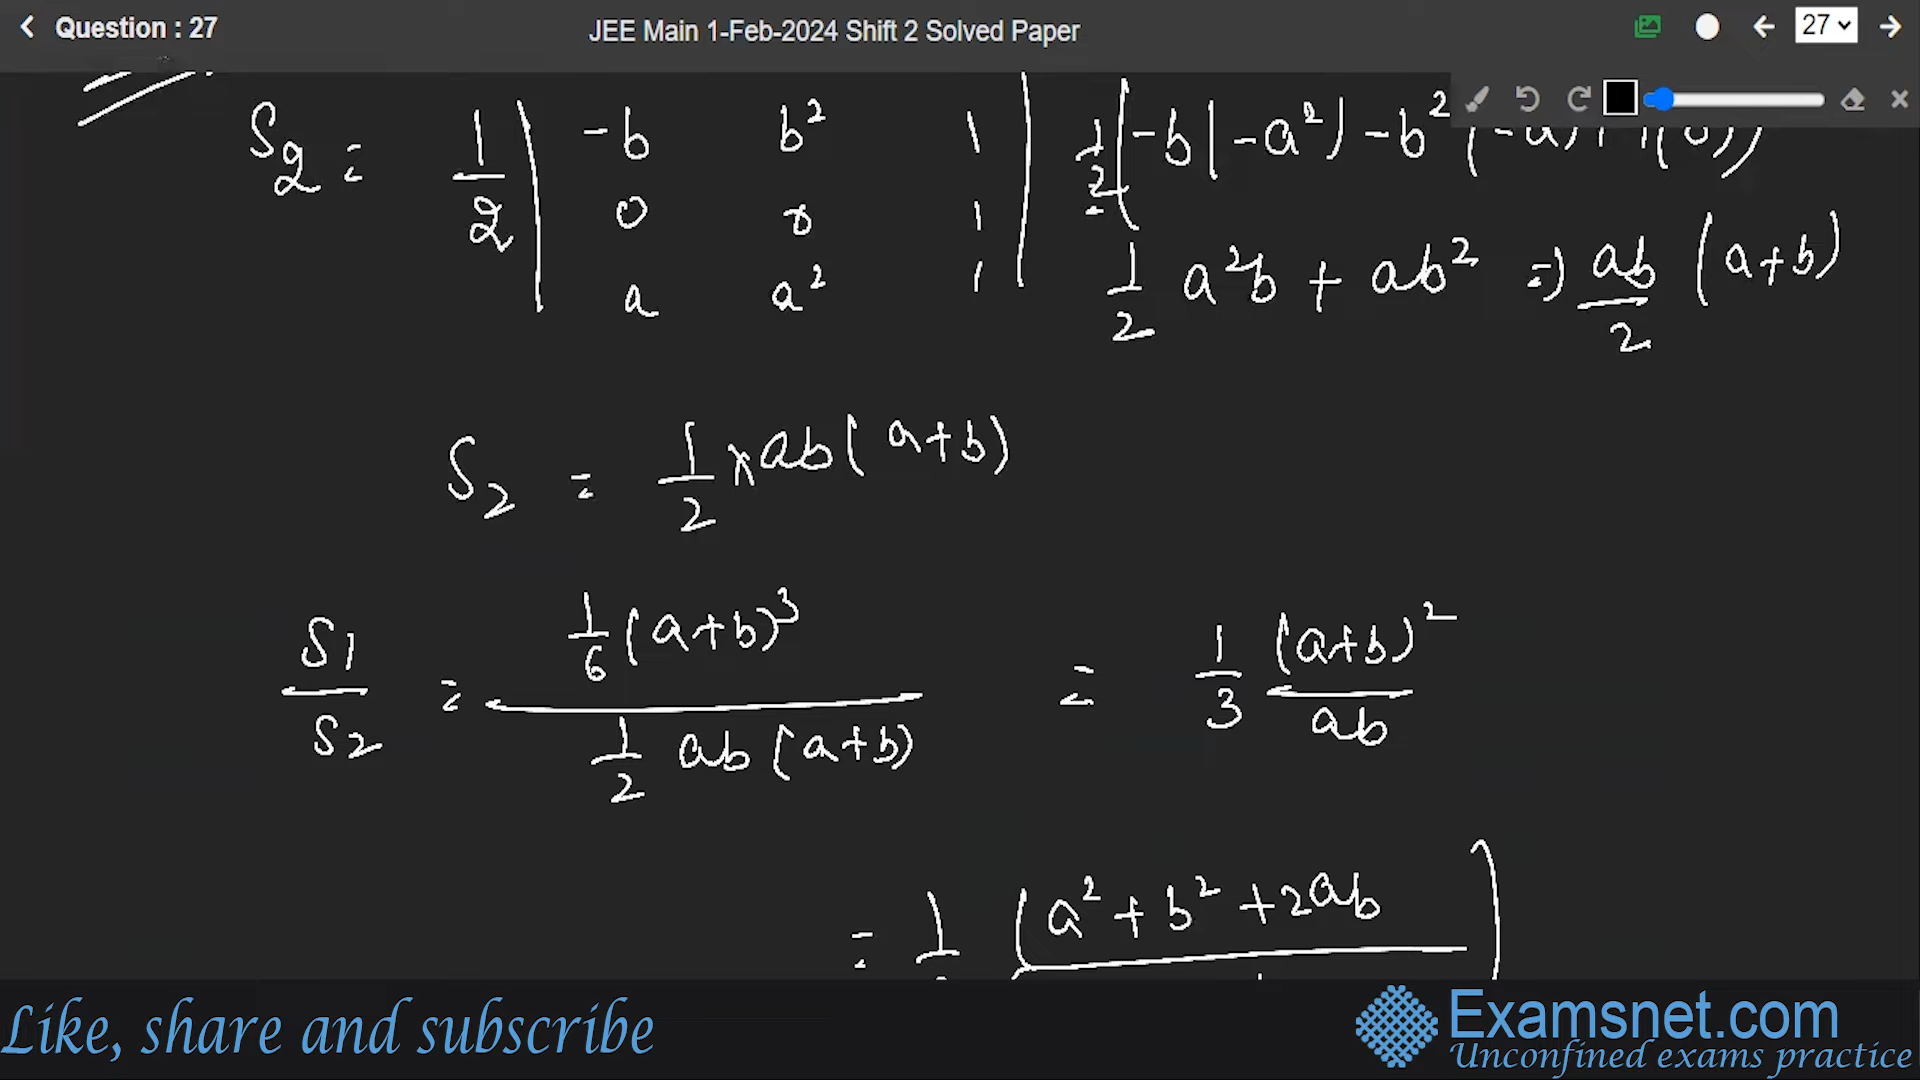 Question : 27
JEE Main 1-Feb-2024 Shift 2 Solved Paper
27
S2 = 1/2 | -b b² 1 | 1/2 ( -b(-a²) -b²(-a) + 1(0))
0 0 1
a a² 1
= 1/2 a²b + ab² => ab/2 (a+b)
S2 = 1/2 × ab(a+b)
S1/S2 = 1/6 (a+b)³ / 1/2 ab (a+b) = 1/3 (a+b)²/ab
= 1 ( a² + b² + 2ab )
Like, share and subscribe
Examsnet.com
Unconfined exams practice